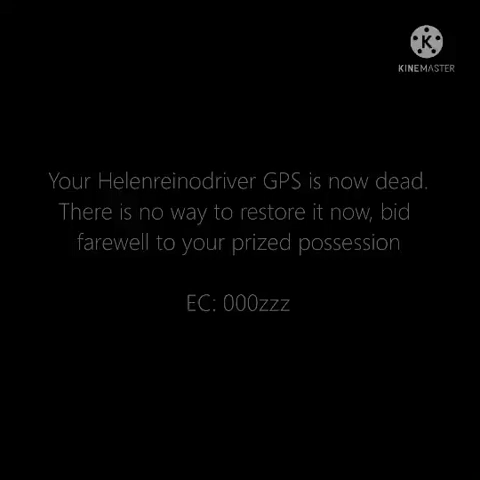 KINEMASTER
Your Helenreinodriver GPS is now dead.
There is no way to restore it now, bid
farewell to your prized possession
EC: 000zzz